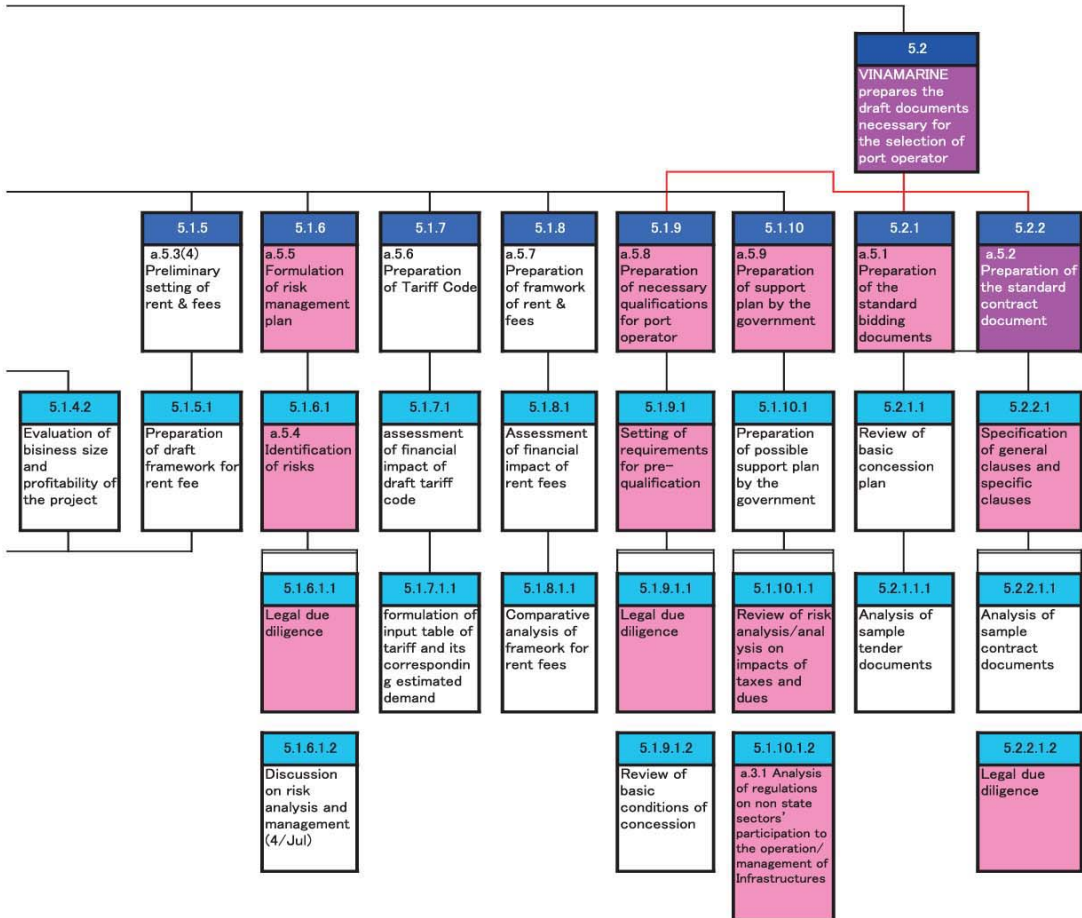 5.2
VINAMARINE
prepares the
draft documents
necessary for
the selection of
port operator
5.1.5
a.5.3(4)
Preliminary
setting of
rent & fees
5.1.6
a.5.5
Formulation
of risk
management
plan
5.1.7
a.5.6
Preparation
of Tariff Code
5.1.8
a.5.7
Preparation
of framwork
of rent &
fees
5.1.9
a.5.8
Preparation
of necessary
qualifications
for port
operator
5.1.10
a.5.9
Preparation
of support
plan by the
government
5.2.1
a.5.1
Preparation
of the
standard
bidding
documents
5.2.2
a.5.2
Preparation of
the standard
contract
document
5.1.4.2
Evaluation of
bisiness size
and
profitability of
the project
5.1.5.1
Preparation
of draft
framework for
rent fee
5.1.6.1
a.5.4
Identification
of risks
5.1.7.1
assessment
of financial
impact of
draft tariff
code
5.1.8.1
Assessment
of financial
impact of
rent fees
5.1.9.1
Setting of
requirements
for pre-
qualification
5.1.10.1
Preparation
of possible
support plan
by the
government
5.2.1.1
Review of
basic
concession
plan
5.2.2.1
Specification
of general
clauses and
specific
clauses
5.1.6.1.1
Legal due
diligence
5.1.7.1.1
formulation of
input table of
tariff and its
correspondin
g estimated
demand
5.1.8.1.1
Comparative
analysis of
frameork for
rent fees
5.1.9.1.1
Legal due
diligence
5.1.10.1.1
Review of risk
analysis/anal
ysis on
impacts of
taxes and
dues
5.2.1.1.1
Analysis of
sample
tender
documents
5.2.2.1.1
Analysis of
sample
contract
documents
5.1.6.1.2
Discussion
on risk
analysis and
management
(4/Jul)
5.1.9.1.2
Review of
basic
conditions of
concession
5.1.10.1.2
a.3.1 Analysis
of regulations
on non state
sectors'
participation to
the operation/
management of
Infrastructures
5.2.2.1.2
Legal due
diligence